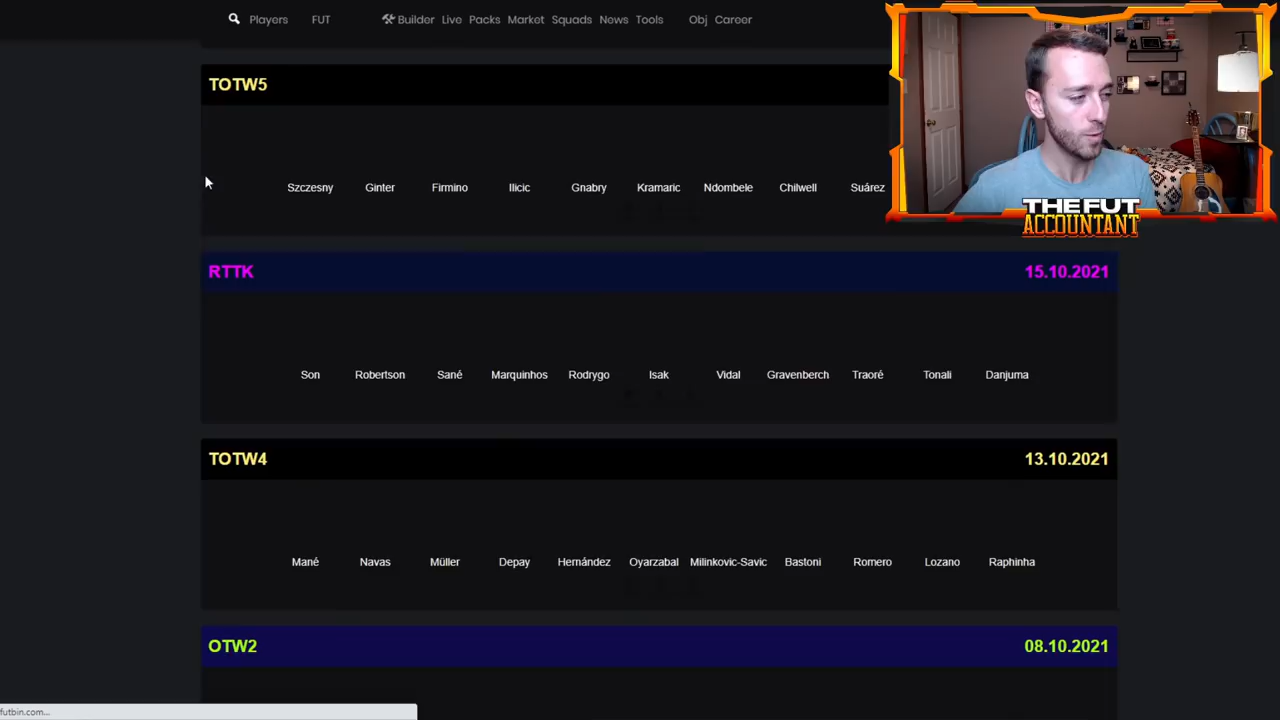 Players FUT Builder Live Packs Market Squads News Tools Obj Career
TOTW5
Szczesny Ginter Firmino Ilicic Gnabry Kramaric Ndombele Chilwell Suárez
THE FUT
ACCOUNTANT
RTTK 15.10.2021
Son Robertson Sané Marquinhos Rodrygo Isak Vidal Gravenberch Traoré Tonali Danjuma
TOTW4 13.10.2021
Mané Navas Müller Depay Hernández Oyarzabal Milinkovic-Savic Bastoni Romero Lozano Raphinha
OTW2 08.10.2021
futbin.com...